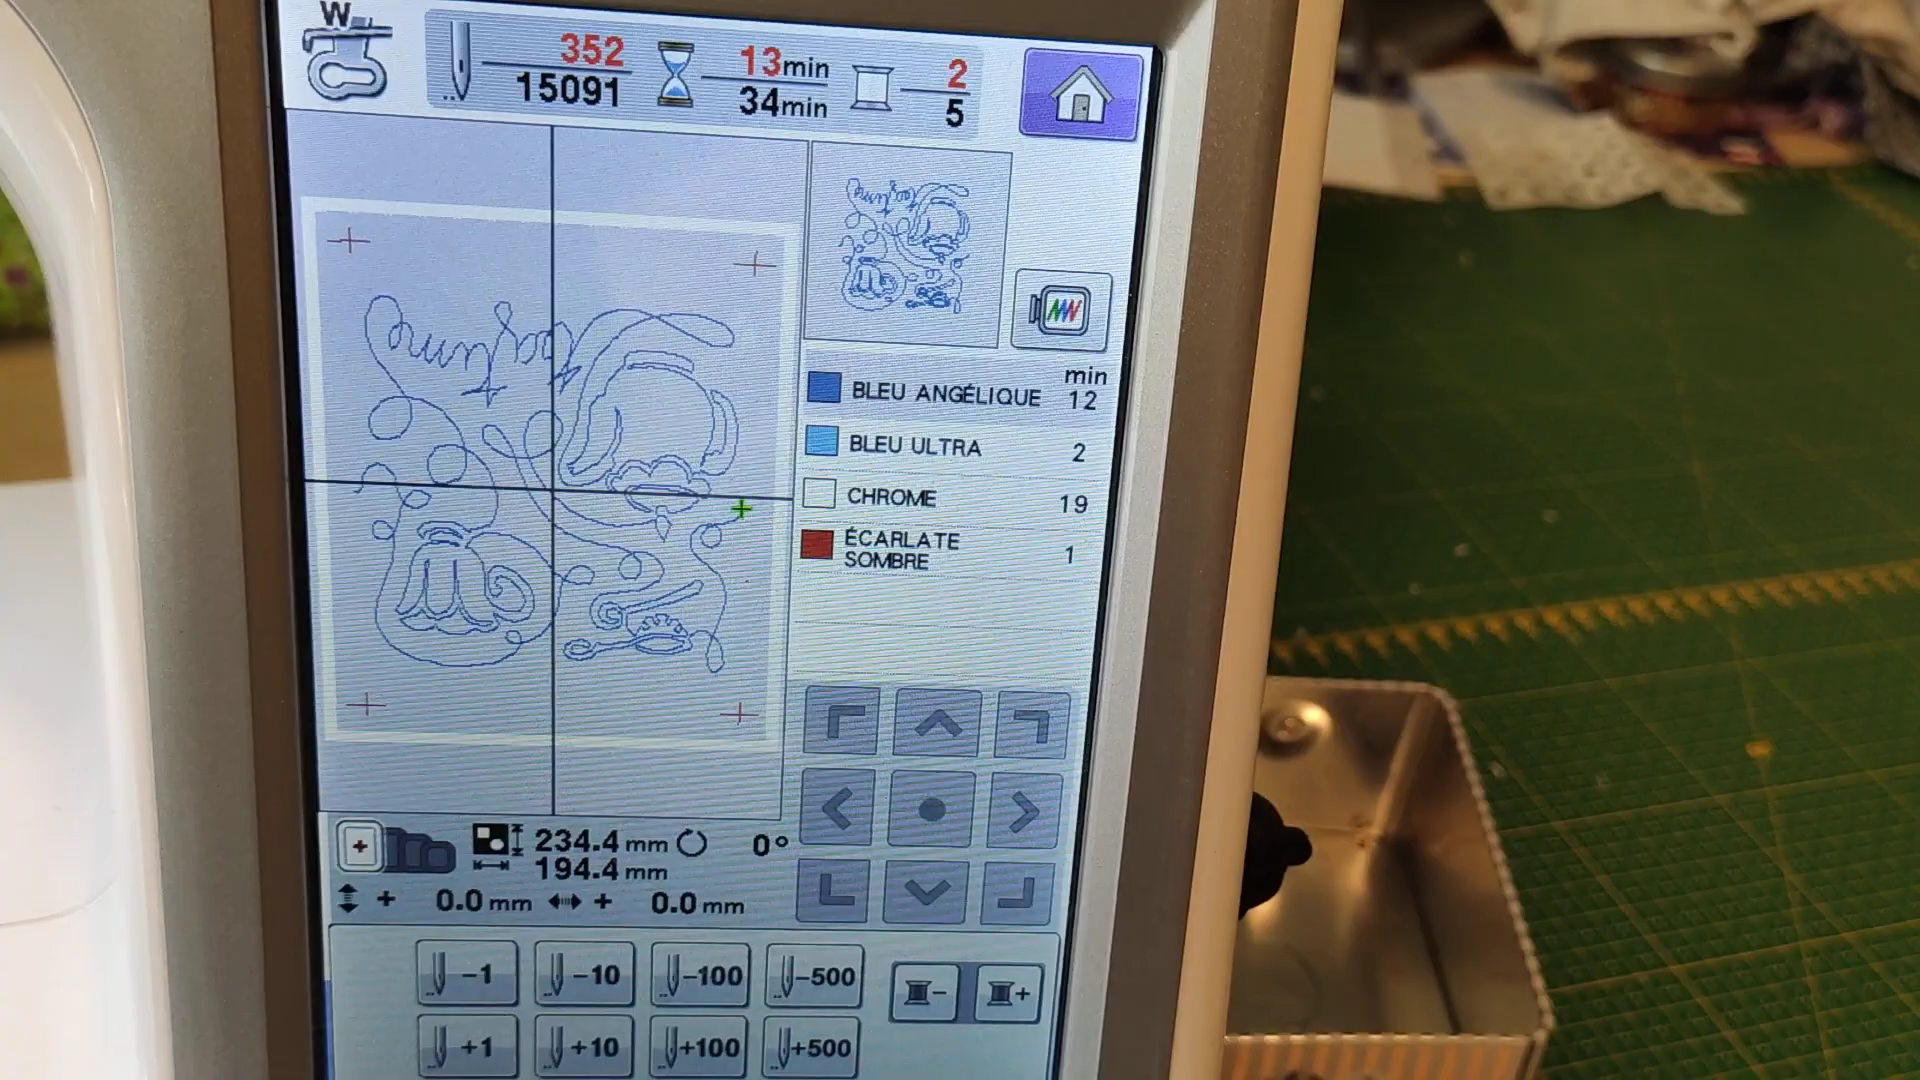 W
352
15091
13min
34min
2
5
min
BLEU ANGÉLIQUE 12
BLEU ULTRA 2
CHROME 19
ÉCARLATE
SOMBRE 1
234.4 mm 0°
194.4 mm
+ 0.0 mm + 0.0 mm
-1 -10 -100 -500 - +
+1 +10 +100 +500